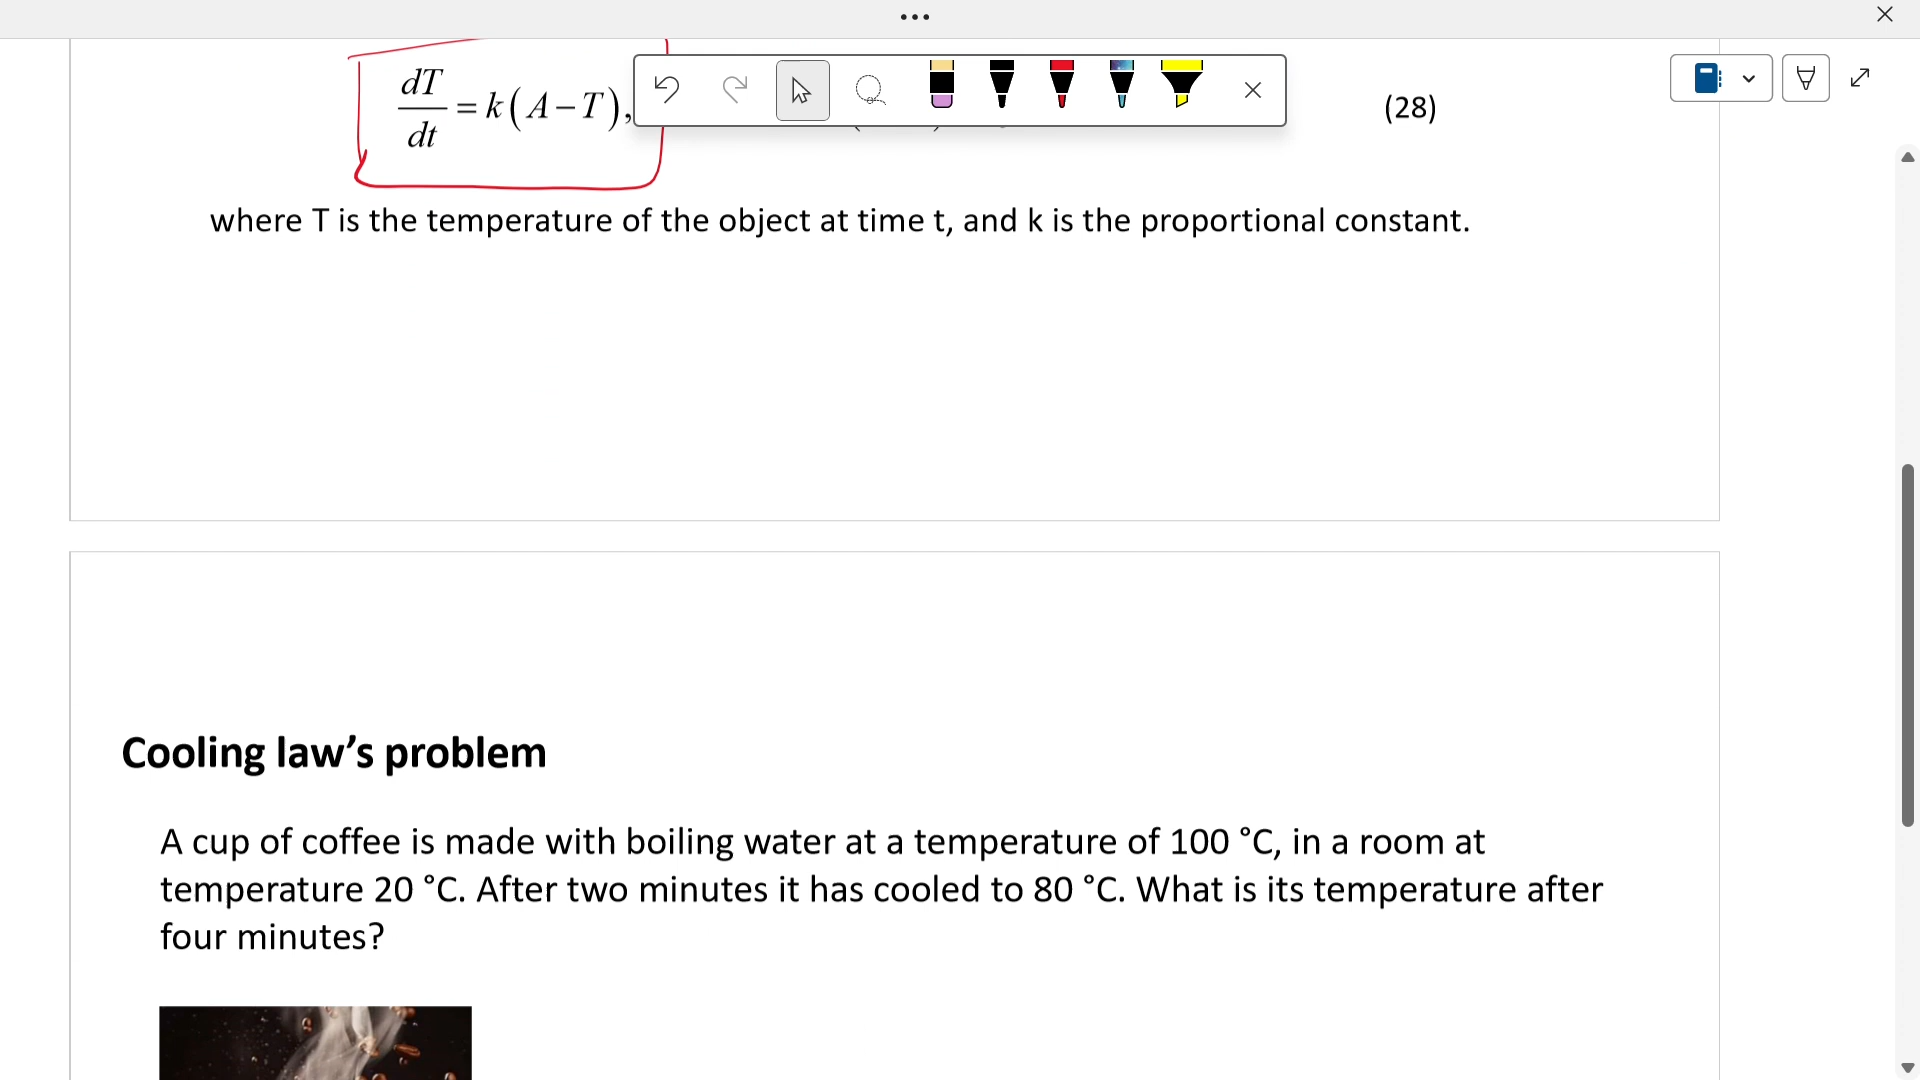 dT/dt = k(A−T),
(28)
where T is the temperature of the object at time t, and k is the proportional constant.
Cooling law’s problem
A cup of coffee is made with boiling water at a temperature of 100 °C, in a room at
temperature 20 °C. After two minutes it has cooled to 80 °C. What is its temperature after
four minutes?